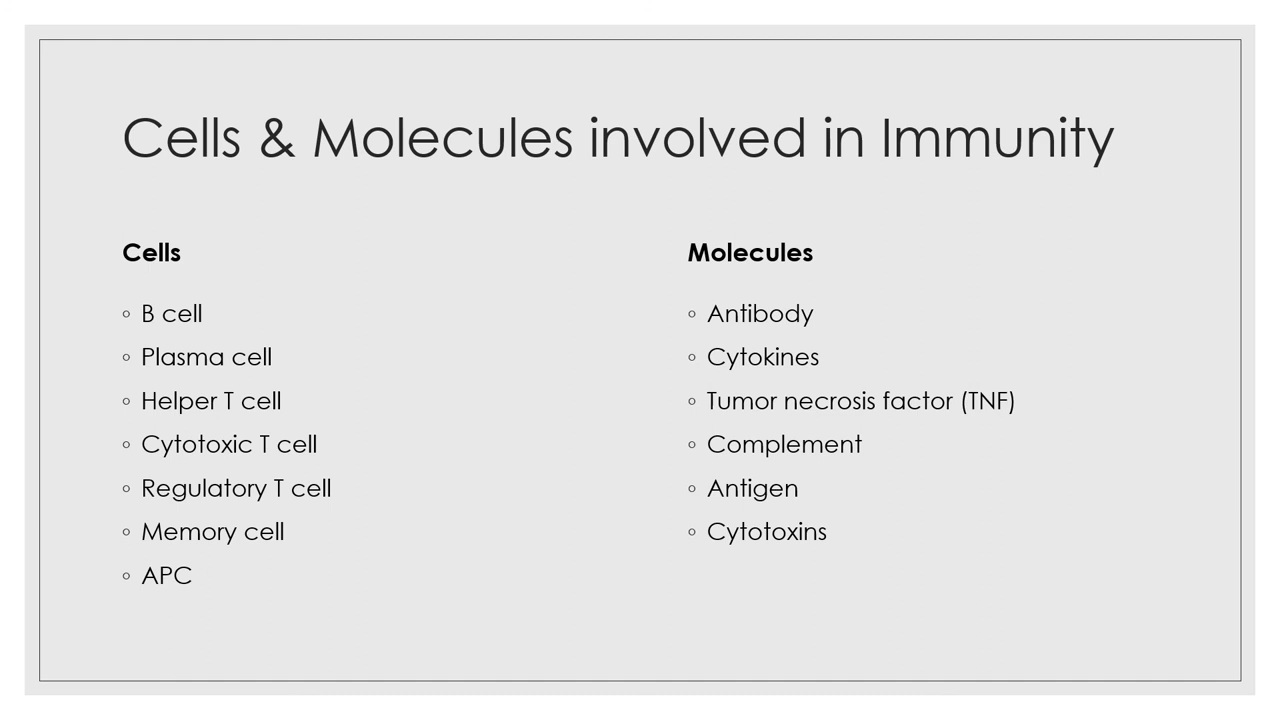 Cells & Molecules involved in Immunity
Cells
◦ B cell
◦ Plasma cell
◦ Helper T cell
◦ Cytotoxic T cell
◦ Regulatory T cell
◦ Memory cell
◦ APC
Molecules
◦ Antibody
◦ Cytokines
◦ Tumor necrosis factor (TNF)
◦ Complement
◦ Antigen
◦ Cytotoxins